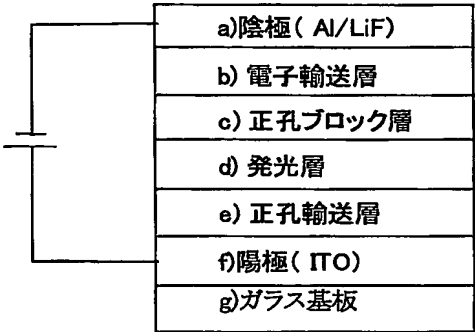 a)陰極( Al/LiF)
b) 電子輸送層
c) 正孔ブロック層
d) 発光層
e) 正孔輸送層
f)陽極( ITO)
g)ガラス基板